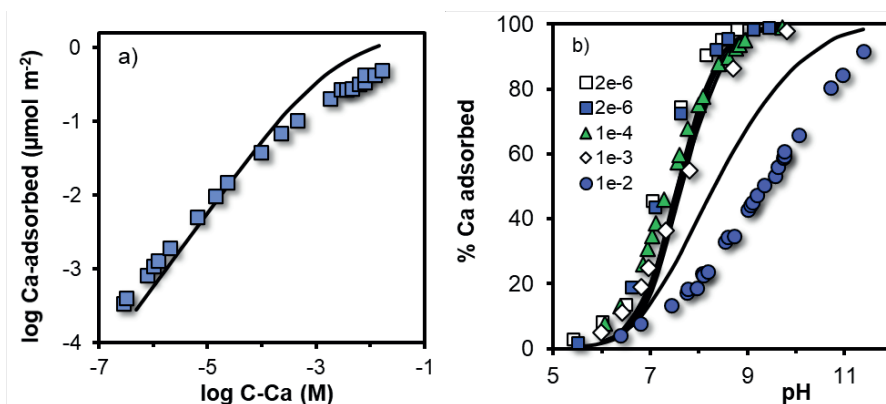 a)
0
-1
-2
-3
-4
log Ca-adsorbed (µmol m⁻²)
-7
-5
-3
-1
log C-Ca (M)
b)
100
80
60
40
20
0
% Ca adsorbed
2e-6
2e-6
1e-4
1e-3
1e-2
5
7
9
11
pH